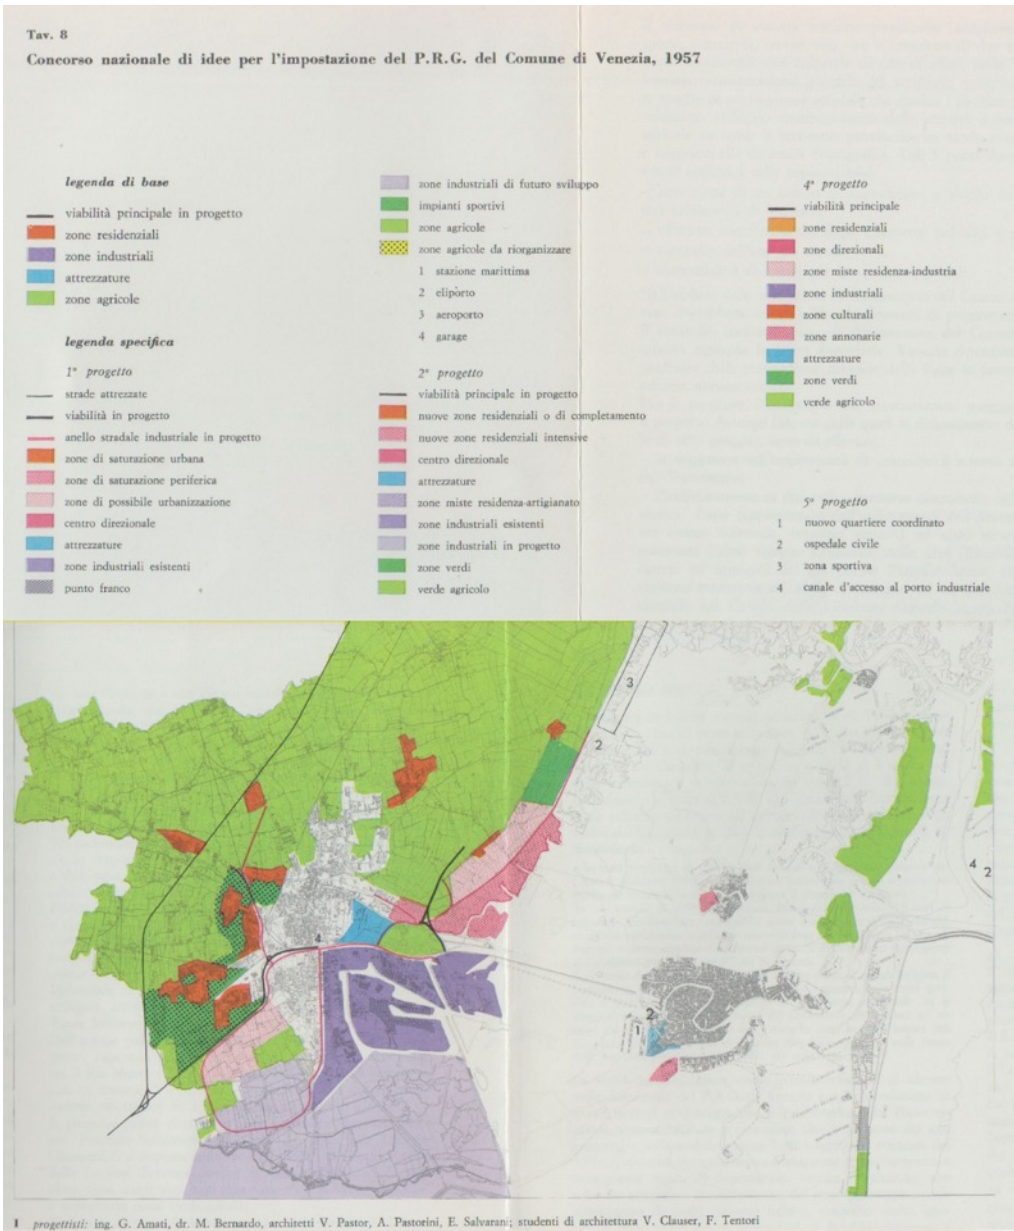 Tav. 8
Concorso nazionale di idee per l'impostazione del P.R.G. del Comune di Venezia, 1957
legenda di base
viabilità principale in progetto
zone residenziali
zone industriali
attrezzature
zone agricole
legenda specifica
1° progetto
strade attrezzate
viabilità in progetto
anello stradale industriale in progetto
zone di saturazione urbana
zone di saturazione periferica
zone di possibile urbanizzazione
centro direzionale
attrezzature
zone industriali esistenti
punto franco
zone industriali di futuro sviluppo
impianti sportivi
zone agricole
zone agricole da riorganizzare
1 stazione marittima
2 eliporto
3 aeroporto
4 garage
2° progetto
viabilità principale in progetto
nuove zone residenziali o di completamento
nuove zone residenziali intensive
centro direzionale
attrezzature
zone miste residenza-artigianato
zone industriali esistenti
zone industriali in progetto
zone verdi
verde agricolo
4° progetto
viabilità principale
zone residenziali
zone direzionali
zone miste residenza-industria
zone industriali
zone culturali
zone annonarie
attrezzature
zone verdi
verde agricolo
5° progetto
1 nuovo quartiere coordinato
2 ospedale civile
3 zona sportiva
4 canale d'accesso al porto industriale
3
2
4
2
4
2
1
1 progettisti: ing. G. Amati, dr. M. Bernardo, architetti V. Pastor, A. Pastorini, E. Salvarani; studenti di architettura V. Clauser, F. Tentori